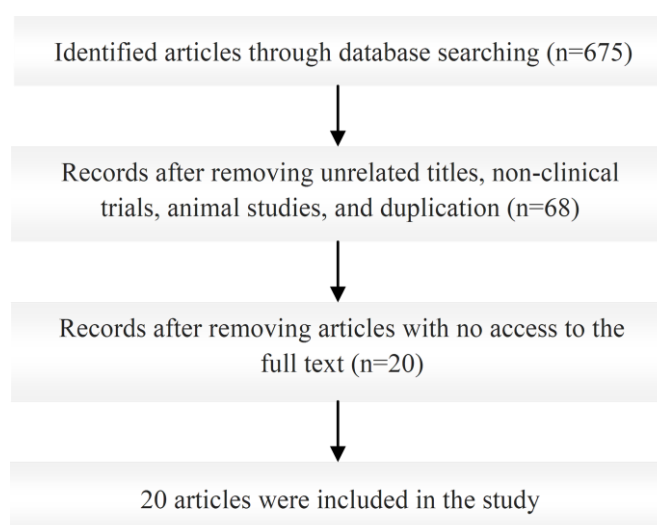 Identified articles through database searching (n=675)
Records after removing unrelated titles, non-clinical
trials, animal studies, and duplication (n=68)
Records after removing articles with no access to the
full text (n=20)
20 articles were included in the study